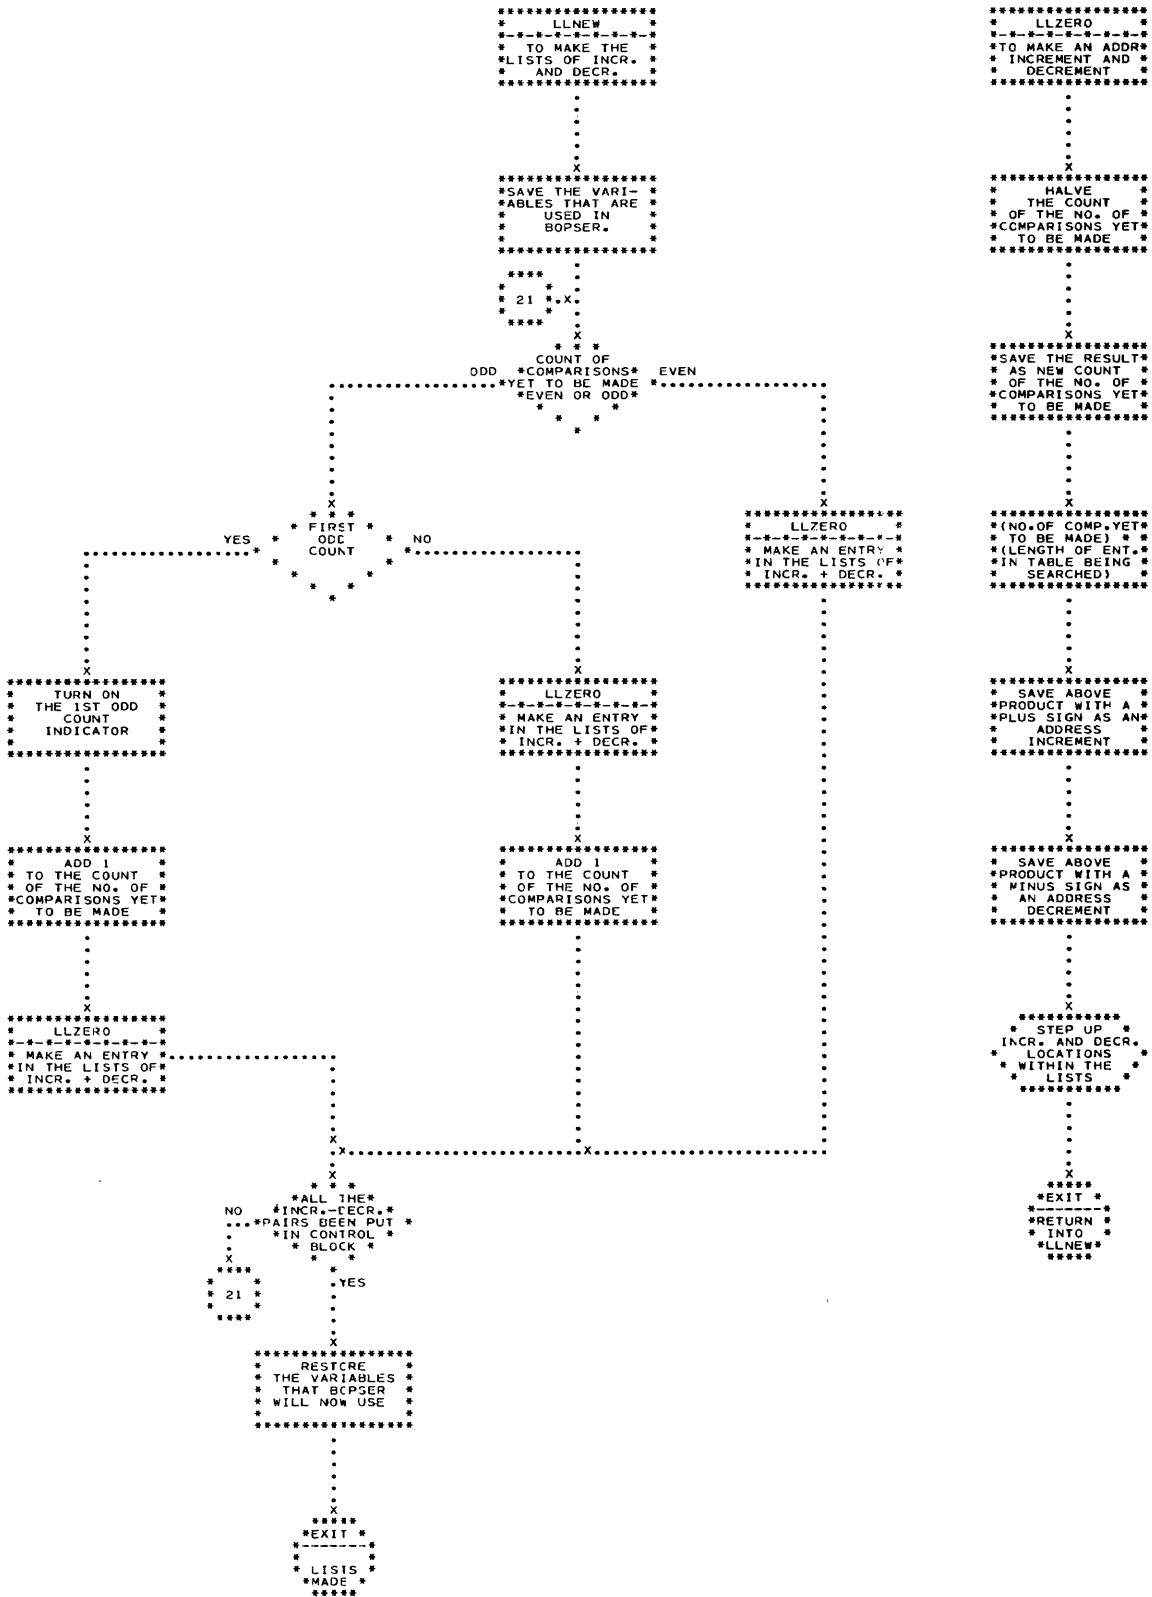 LLNEW
TO MAKE THE
LISTS OF INCR.
AND DECR.
SAVE THE VARI-
ABLES THAT ARE
USED IN
BOPSER.
21
COUNT OF
COMPARISONS
YET TO BE MADE
EVEN OR ODD
ODD
EVEN
FIRST
ODD
COUNT
YES
NO
LLZERO
MAKE AN ENTRY
IN THE LISTS OF
INCR. + DECR.
TURN ON
THE 1ST ODD
COUNT
INDICATOR
LLZERO
MAKE AN ENTRY
IN THE LISTS OF
INCR. + DECR.
ADD 1
TO THE COUNT
OF THE NO. OF
COMPARISONS YET
TO BE MADE
ADD 1
TO THE COUNT
OF THE NO. OF
COMPARISONS YET
TO BE MADE
LLZERO
MAKE AN ENTRY
IN THE LISTS OF
INCR. + DECR.
ALL THE
INCR.-DECR.
PAIRS BEEN PUT
IN CONTROL
BLOCK
NO
21
YES
RESTORE
THE VARIABLES
THAT BOPSER
WILL NOW USE
EXIT
LISTS
MADE
LLZERO
TO MAKE AN ADDR
INCREMENT AND
DECREMENT
HALVE
THE COUNT
OF THE NO. OF
COMPARISONS YET
TO BE MADE
SAVE THE RESULT
AS NEW COUNT
OF THE NO. OF
COMPARISONS YET
TO BE MADE
(NO.OF COMP.YET
TO BE MADE) *
(LENGTH OF ENT.
IN TABLE BEING
SEARCHED)
SAVE ABOVE
PRODUCT WITH A
PLUS SIGN AS AN
ADDRESS
INCREMENT
SAVE ABOVE
PRODUCT WITH A
MINUS SIGN AS
AN ADDRESS
DECREMENT
STEP UP
INCR. AND DECR.
LOCATIONS
WITHIN THE
LISTS
EXIT
RETURN
INTO
LLNEW